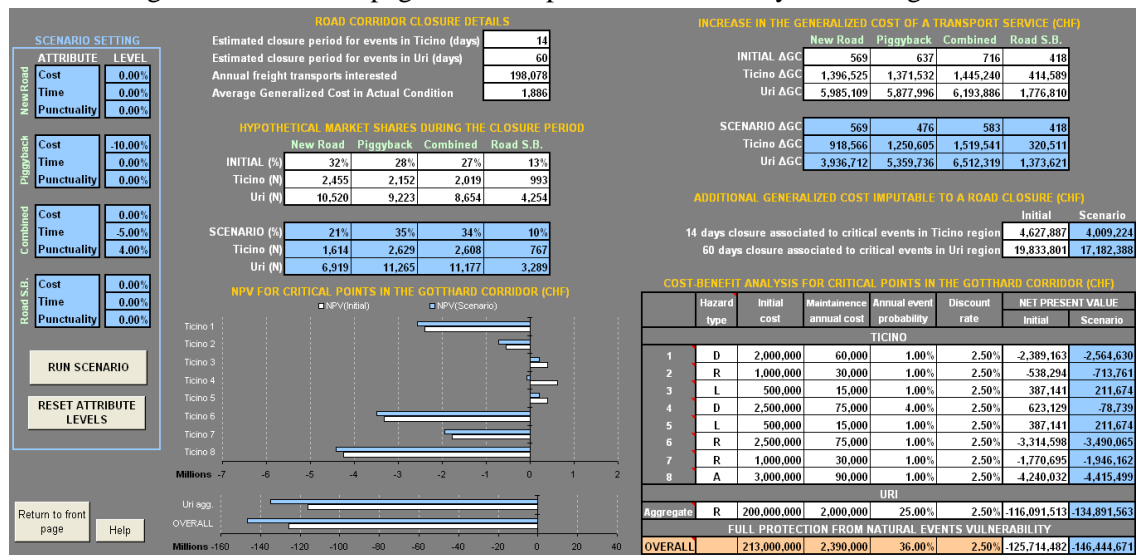 SCENARIO SETTING
ATTRIBUTE LEVEL
New Road
Cost 0.00%
Time 0.00%
Punctuality 0.00%
Piggyback
Cost -10.00%
Time 0.00%
Punctuality 0.00%
Combined
Cost 0.00%
Time -5.00%
Punctuality 4.00%
Road S.B.
Cost 0.00%
Time 0.00%
Punctuality 0.00%
RUN SCENARIO
RESET ATTRIBUTE
LEVELS
Return to front
page
Help
ROAD CORRIDOR CLOSURE DETAILS
Estimated closure period for events in Ticino (days) 14
Estimated closure period for events in Uri (days) 60
Annual freight transports interested 198,078
Average Generalized Cost in Actual Condition 1,886
HYPOTHETICAL MARKET SHARES DURING THE CLOSURE PERIOD
New Road Piggyback Combined Road S.B.
INITIAL (%) 32% 28% 27% 13%
Ticino (N) 2,455 2,152 2,019 993
Uri (N) 10,520 9,223 8,654 4,254
SCENARIO (%) 21% 35% 34% 10%
Ticino (N) 1,614 2,629 2,608 767
Uri (N) 6,919 11,265 11,177 3,289
NPV FOR CRITICAL POINTS IN THE GOTTHARD CORRIDOR (CHF)
NPV(Initial) NPV(Scenario)
Ticino 1
Ticino 2
Ticino 3
Ticino 4
Ticino 5
Ticino 6
Ticino 7
Ticino 8
Millions -7 -6 -5 -4 -3 -2 -1 0 1 2
Uri agg.
OVERALL
Millions -160 -140 -120 -100 -80 -60 -40 -20 0 20 40
INCREASE IN THE GENERALIZED COST OF A TRANSPORT SERVICE (CHF)
New Road Piggyback Combined Road S.B.
INITIAL ΔGC 569 637 716 418
Ticino ΔGC 1,396,525 1,371,532 1,445,240 414,589
Uri ΔGC 5,985,109 5,877,996 6,193,886 1,776,810
SCENARIO ΔGC 569 476 583 418
Ticino ΔGC 918,566 1,250,605 1,519,541 320,511
Uri ΔGC 3,936,712 5,359,736 6,512,319 1,373,621
ADDITIONAL GENERALIZED COST IMPUTABLE TO A ROAD CLOSURE (CHF)
Initial Scenario
14 days closure associated to critical events in Ticino region 4,627,887 4,009,224
60 days closure associated to critical events in Uri region 19,833,801 17,182,388
COST-BENEFIT ANALYSIS FOR CRITICAL POINTS IN THE GOTTHARD CORRIDOR (CHF)
Hazard Initial Maintainence Annual event Discount NET PRESENT VALUE
type cost annual cost probability rate Initial Scenario
TICINO
1 D 2,000,000 60,000 1.00% 2.50% -2,389,163 -2,564,630
2 R 1,000,000 30,000 1.00% 2.50% -538,294 -713,761
3 L 500,000 15,000 1.00% 2.50% 387,141 211,674
4 D 2,500,000 75,000 4.00% 2.50% 623,129 -78,739
5 L 500,000 15,000 1.00% 2.50% 387,141 211,674
6 R 2,500,000 75,000 1.00% 2.50% -3,314,598 -3,490,065
7 R 1,000,000 30,000 1.00% 2.50% -1,770,695 -1,946,162
8 A 3,000,000 90,000 1.00% 2.50% -4,240,032 -4,415,499
URI
Aggregate R 200,000,000 2,000,000 25.00% 2.50% -116,091,513 -134,891,563
FULL PROTECTION FROM NATURAL EVENTS VULNERABILITY
OVERALL 213,000,000 2,390,000 36.00% 2.50% -125,714,482 -146,444,671